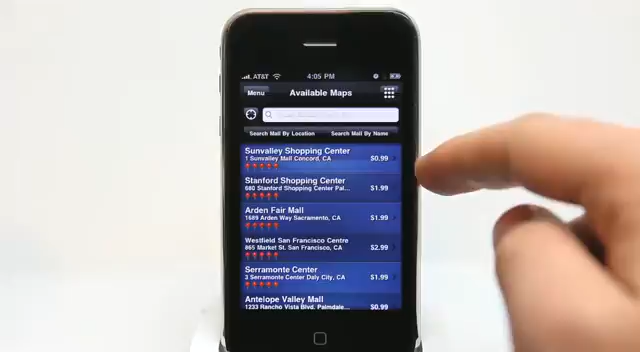 AT&T 4:05 PM
Menu Available Maps
Search Mall By Location Search Mall By Name
Sunvalley Shopping Center
1 Sunvalley Mall Concord, CA $0.99
Stanford Shopping Center
680 Stanford Shopping Center Pal... $1.99
Arden Fair Mall
1689 Arden Way Sacramento, CA $1.99
Westfield San Francisco Centre
865 Market St. San Francisco, CA $2.99
Serramonte Center
3 Serramonte Center Daly City, CA $1.99
Antelope Valley Mall
1233 Rancho Vista Blvd. Palmdale... $0.99